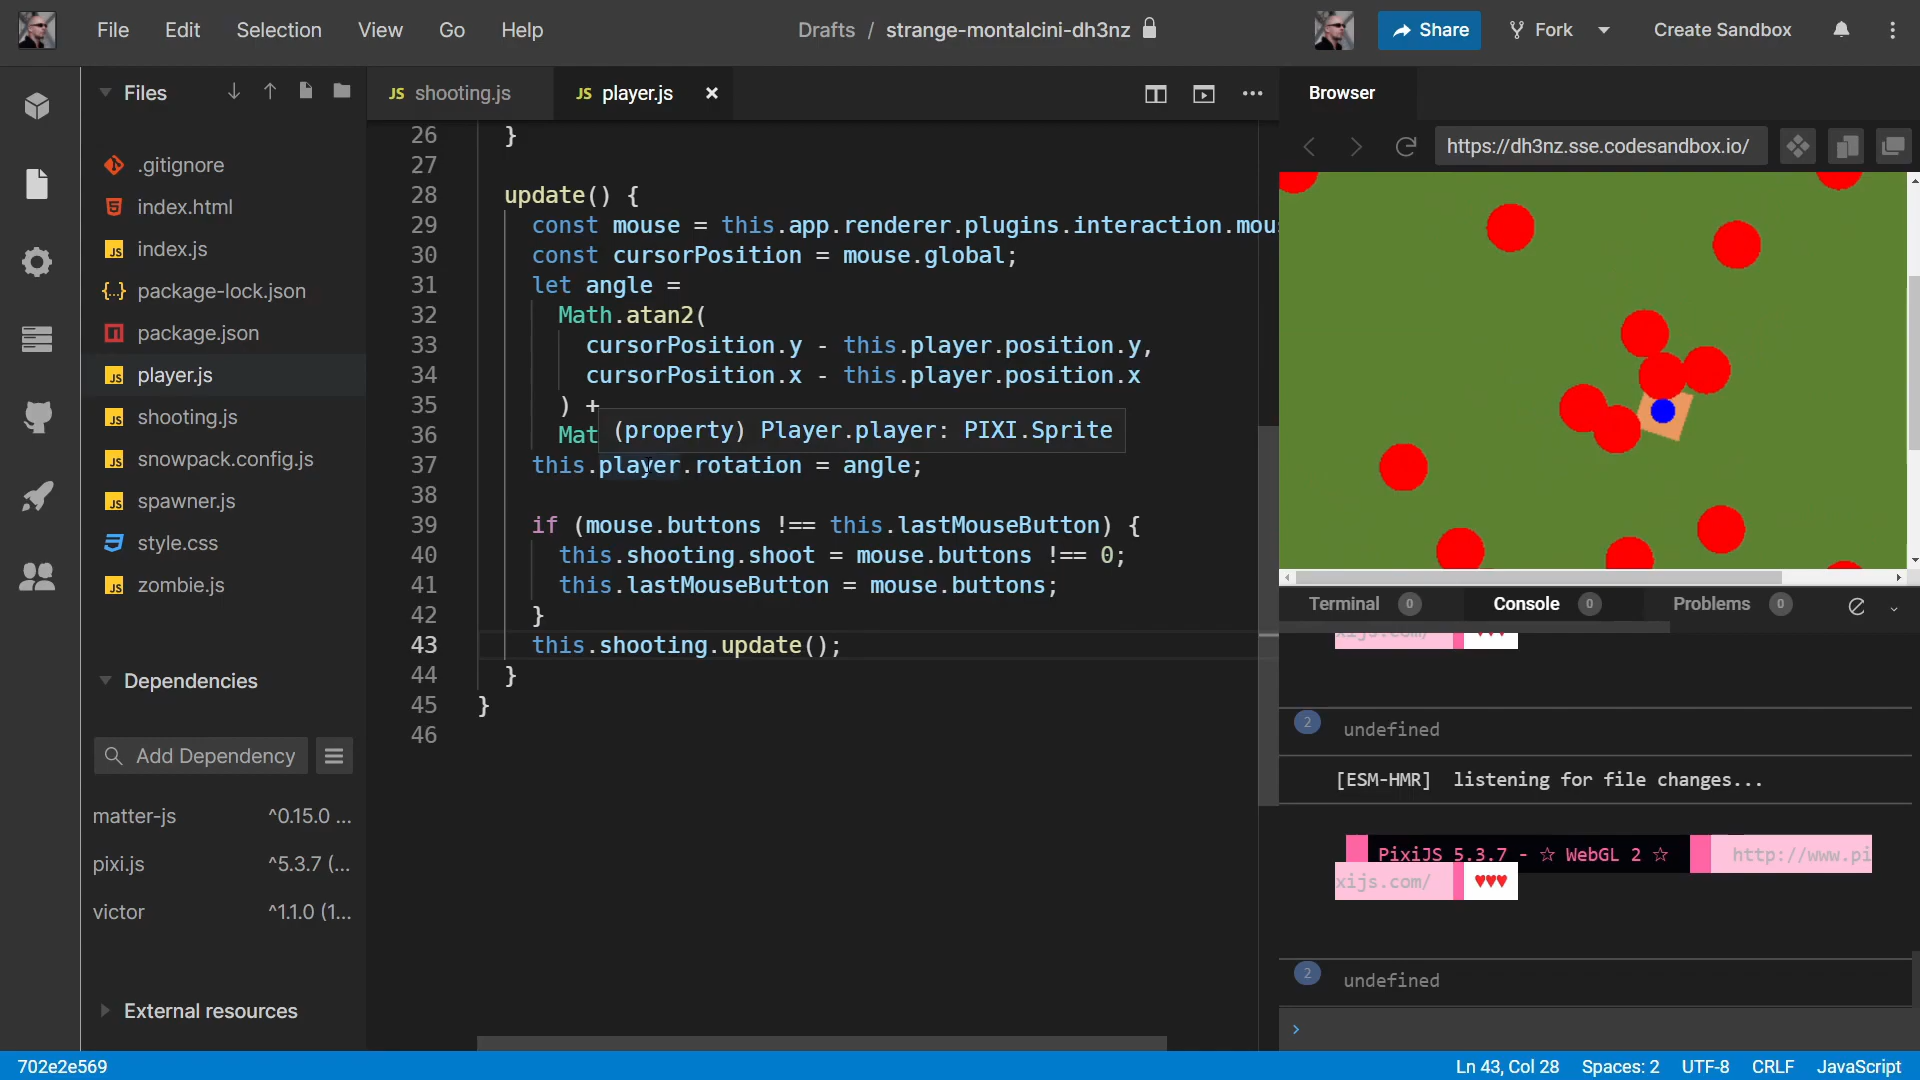 File Edit Selection View Go Help
Drafts / strange-montalcini-dh3nz
Share Fork Create Sandbox
Files
.gitignore
index.html
index.js
package-lock.json
package.json
player.js
shooting.js
snowpack.config.js
spawner.js
style.css
zombie.js
Dependencies
Add Dependency
matter-js ^0.15.0 ...
pixi.js ^5.3.7 (...
victor ^1.1.0 (1...
External resources
JS shooting.js JS player.js
26 }
27
28 update() {
29 const mouse = this.app.renderer.plugins.interaction.mou
30 const cursorPosition = mouse.global;
31 let angle =
32 Math.atan2(
33 cursorPosition.y - this.player.position.y,
34 cursorPosition.x - this.player.position.x
35 ) +
36 Mat
(property) Player.player: PIXI.Sprite
37 this.player.rotation = angle;
38
39 if (mouse.buttons !== this.lastMouseButton) {
40 this.shooting.shoot = mouse.buttons !== 0;
41 this.lastMouseButton = mouse.buttons;
42 }
43 this.shooting.update();
44 }
45 }
46
Browser
https://dh3nz.sse.codesandbox.io/
Terminal 0 Console 0 Problems 0
2 undefined
[ESM-HMR] listening for file changes...
PixiJS 5.3.7 - ☆ WebGL 2 ☆ http://www.pi
xijs.com/ ♥♥♥
2 undefined
702e2e569
Ln 43, Col 28 Spaces: 2 UTF-8 CRLF JavaScript